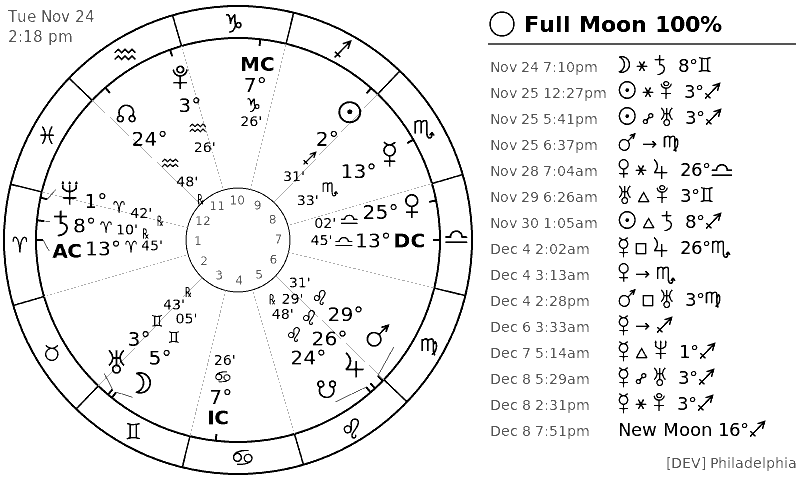 Tue Nov 24
2:18 pm
♒ ♑ ♐
MC
7°
♑
26'
♇
3°
♒
26'
☉
2°
♐
31'
☊
24°
♒
48'
℞
♏
☿
13°
♏
33'
♓
♆ 1° ♈ 42' ℞
♄ 8° ♈ 10' ℞
AC 13° ♈ 45'
♈
02' ♎ 25° ♀
45' ♎ 13° DC
♎
11 10 9
12 8
1 7
2 6
3 4 5
43' ℞
♊
3°
♅
05'
♊
5°
☽
26'
♋
7°
IC
31'
♌
29°
♂
℞ 29'
♌
26°
♃
48'
♌
24°
☋
♉ ♍
♊ ♋ ♌
Full Moon 100%
Nov 24 7:10pm ☽ ⚹ ♄ 8°♊
Nov 25 12:27pm ☉ ⚹ ♇ 3°♐
Nov 25 5:41pm ☉ ☍ ♅ 3°♐
Nov 25 6:37pm ♂ → ♍
Nov 28 7:04am ♀ ⚹ ♃ 26°♎
Nov 29 6:26am ♅ △ ♇ 3°♊
Nov 30 1:05am ☉ △ ♄ 8°♐
Dec 4 2:02am ☿ □ ♃ 26°♏
Dec 4 3:13am ♀ → ♏
Dec 4 2:28pm ♂ □ ♅ 3°♍
Dec 6 3:33am ☿ → ♐
Dec 7 5:14am ☿ △ ♆ 1°♐
Dec 8 5:29am ☿ ☍ ♅ 3°♐
Dec 8 2:31pm ☿ ⚹ ♇ 3°♐
Dec 8 7:51pm New Moon 16°♐
[DEV] Philadelphia